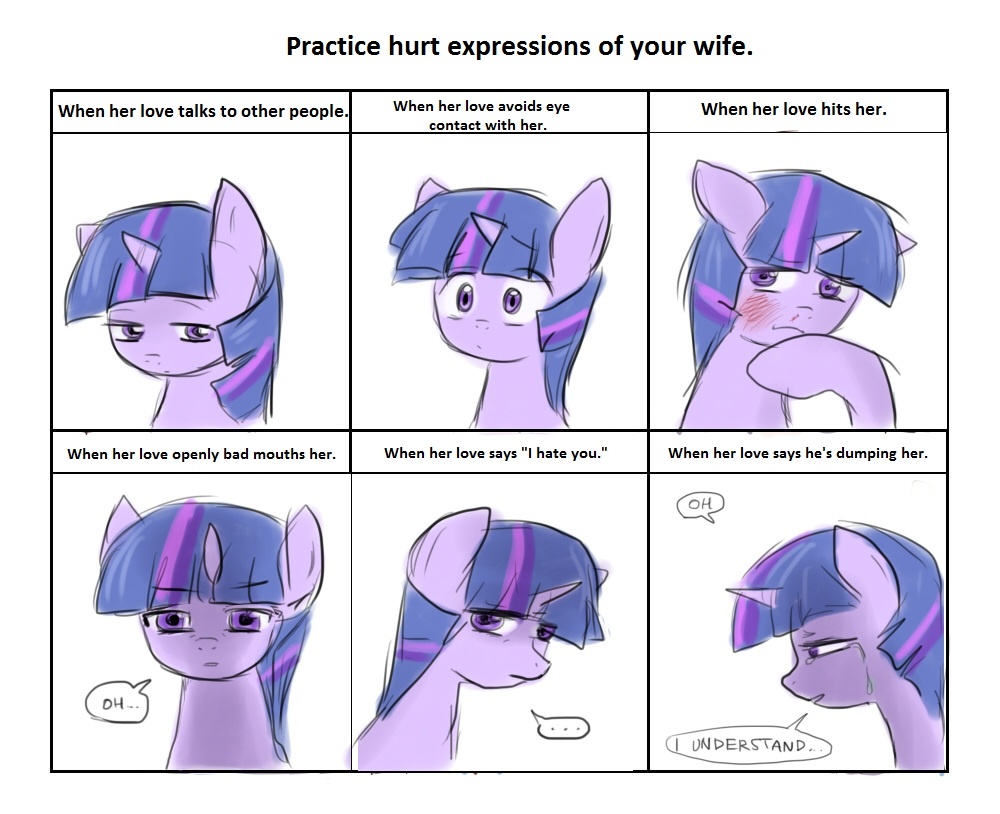 Practice hurt expressions of your wife.
When her love talks to other people.
When her love avoids eye
contact with her.
When her love hits her.
When her love openly bad mouths her.
OH...
When her love says "I hate you."
...
When her love says he's dumping her.
OH
I UNDERSTAND...